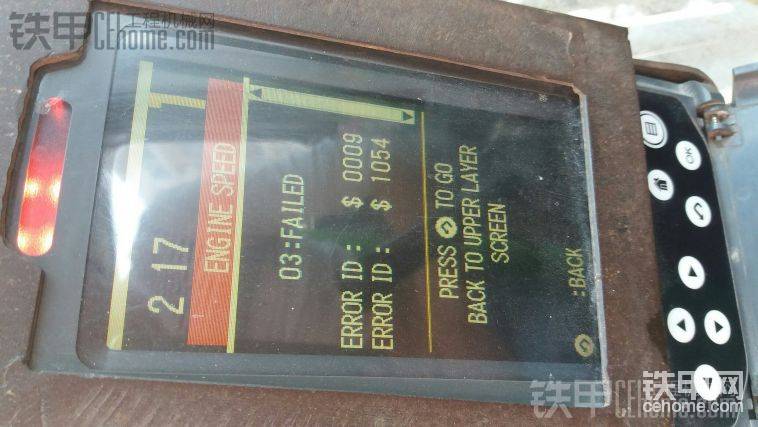 2 17
ENGINE SPEED
03:FAILED
ERROR ID: $ 0009
ERROR ID: $ 1054
PRESS TO GO
BACK TO UPPER LAYER
SCREEN
:BACK
OK
铁甲 工程机械网
CEhome.com
铁甲网
cehome.com
铁甲